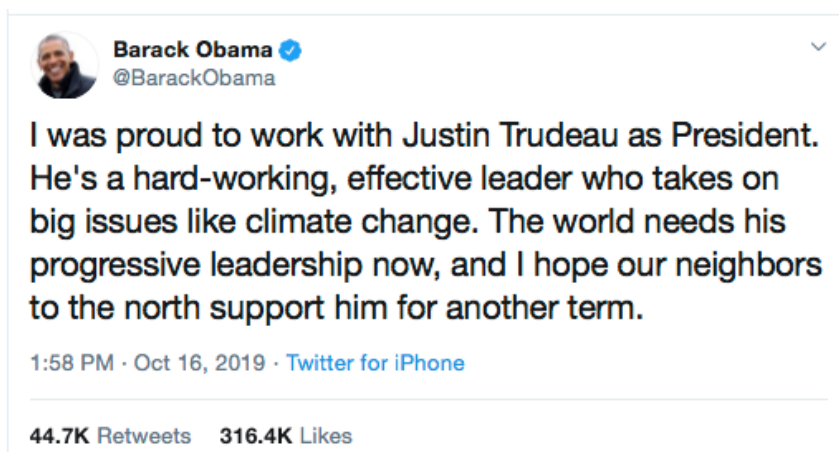 Barack Obama
@BarackObama
I was proud to work with Justin Trudeau as President.
He's a hard-working, effective leader who takes on
big issues like climate change. The world needs his
progressive leadership now, and I hope our neighbors
to the north support him for another term.
1:58 PM · Oct 16, 2019 · Twitter for iPhone
44.7K Retweets 316.4K Likes